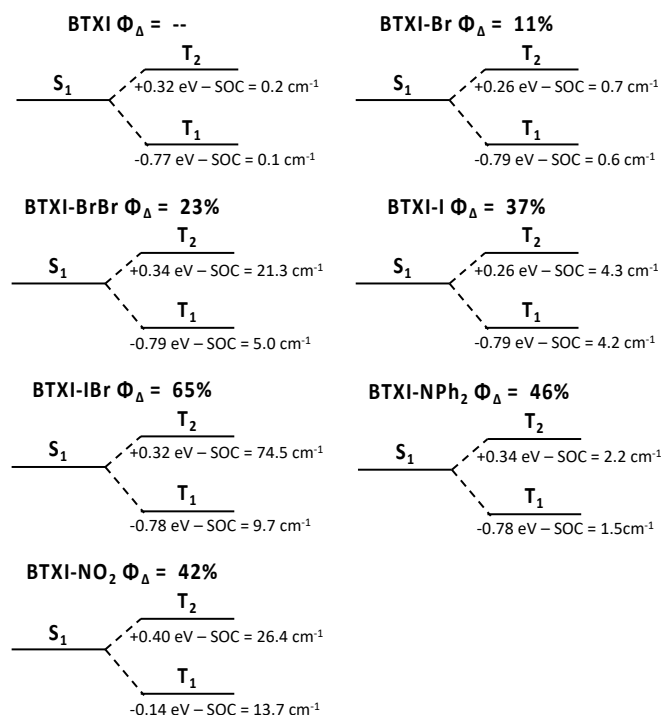 BTXI Φ_Δ = --
T₂
S₁
+0.32 eV – SOC = 0.2 cm⁻¹
T₁
-0.77 eV – SOC = 0.1 cm⁻¹
BTXI-Br Φ_Δ = 11%
T₂
S₁
+0.26 eV – SOC = 0.7 cm⁻¹
T₁
-0.79 eV – SOC = 0.6 cm⁻¹
BTXI-BrBr Φ_Δ = 23%
T₂
S₁
+0.34 eV – SOC = 21.3 cm⁻¹
T₁
-0.79 eV – SOC = 5.0 cm⁻¹
BTXI-I Φ_Δ = 37%
T₂
S₁
+0.26 eV – SOC = 4.3 cm⁻¹
T₁
-0.79 eV – SOC = 4.2 cm⁻¹
BTXI-IBr Φ_Δ = 65%
T₂
S₁
+0.32 eV – SOC = 74.5 cm⁻¹
T₁
-0.78 eV – SOC = 9.7 cm⁻¹
BTXI-NPh₂ Φ_Δ = 46%
T₂
S₁
+0.34 eV – SOC = 2.2 cm⁻¹
T₁
-0.78 eV – SOC = 1.5cm⁻¹
BTXI-NO₂ Φ_Δ = 42%
T₂
S₁
+0.40 eV – SOC = 26.4 cm⁻¹
T₁
-0.14 eV – SOC = 13.7 cm⁻¹